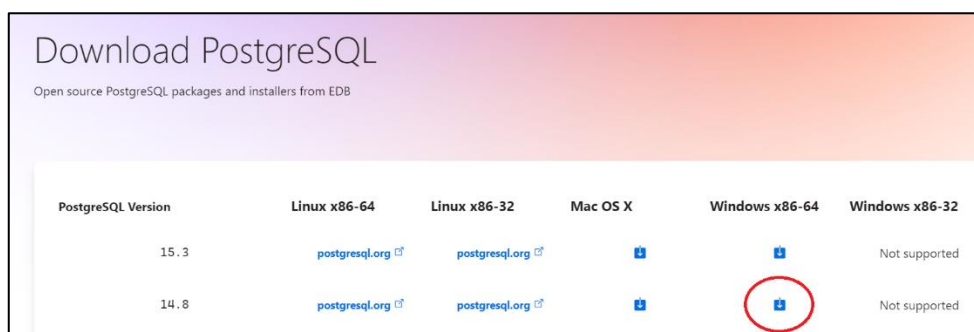 Download PostgreSQL
Open source PostgreSQL packages and installers from EDB
PostgreSQL Version Linux x86-64 Linux x86-32 Mac OS X Windows x86-64 Windows x86-32
15.3 postgresql.org postgresql.org Not supported
14.8 postgresql.org postgresql.org Not supported